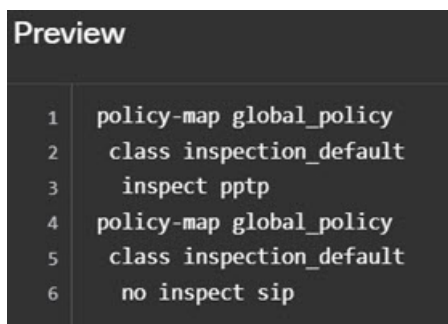 Preview
1 policy-map global_policy
2 class inspection_default
3 inspect pptp
4 policy-map global_policy
5 class inspection_default
6 no inspect sip